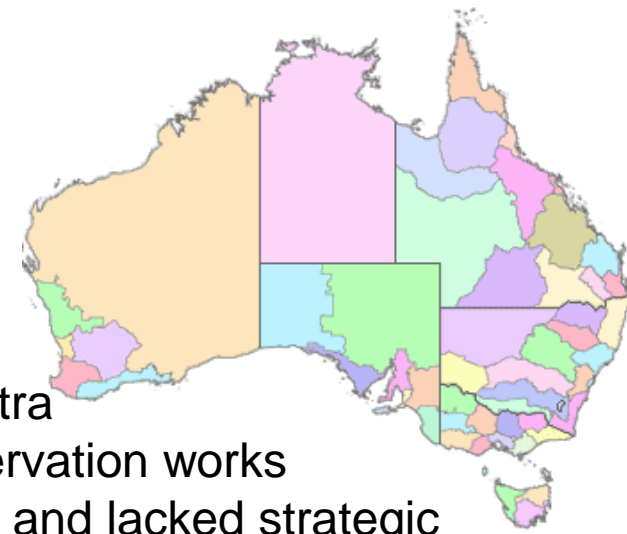 tra
ervation works
and lacked strategic